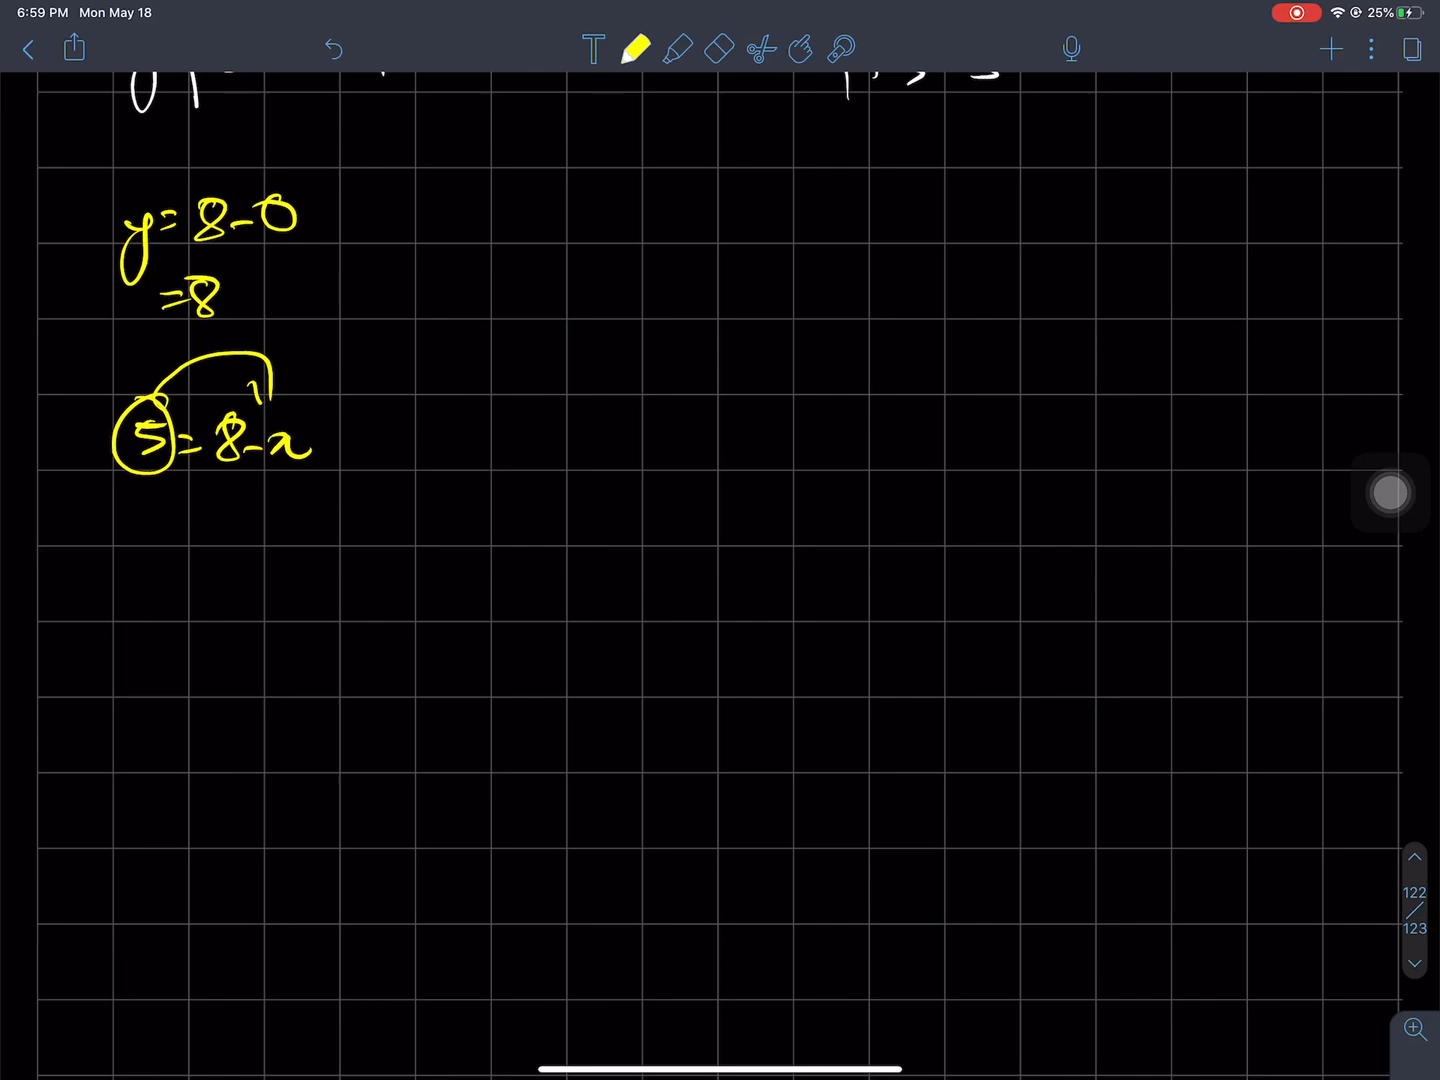 6:59 PM Mon May 18
25%
T
y = 8 - 0
= 8
5 = 8 - x
122
123